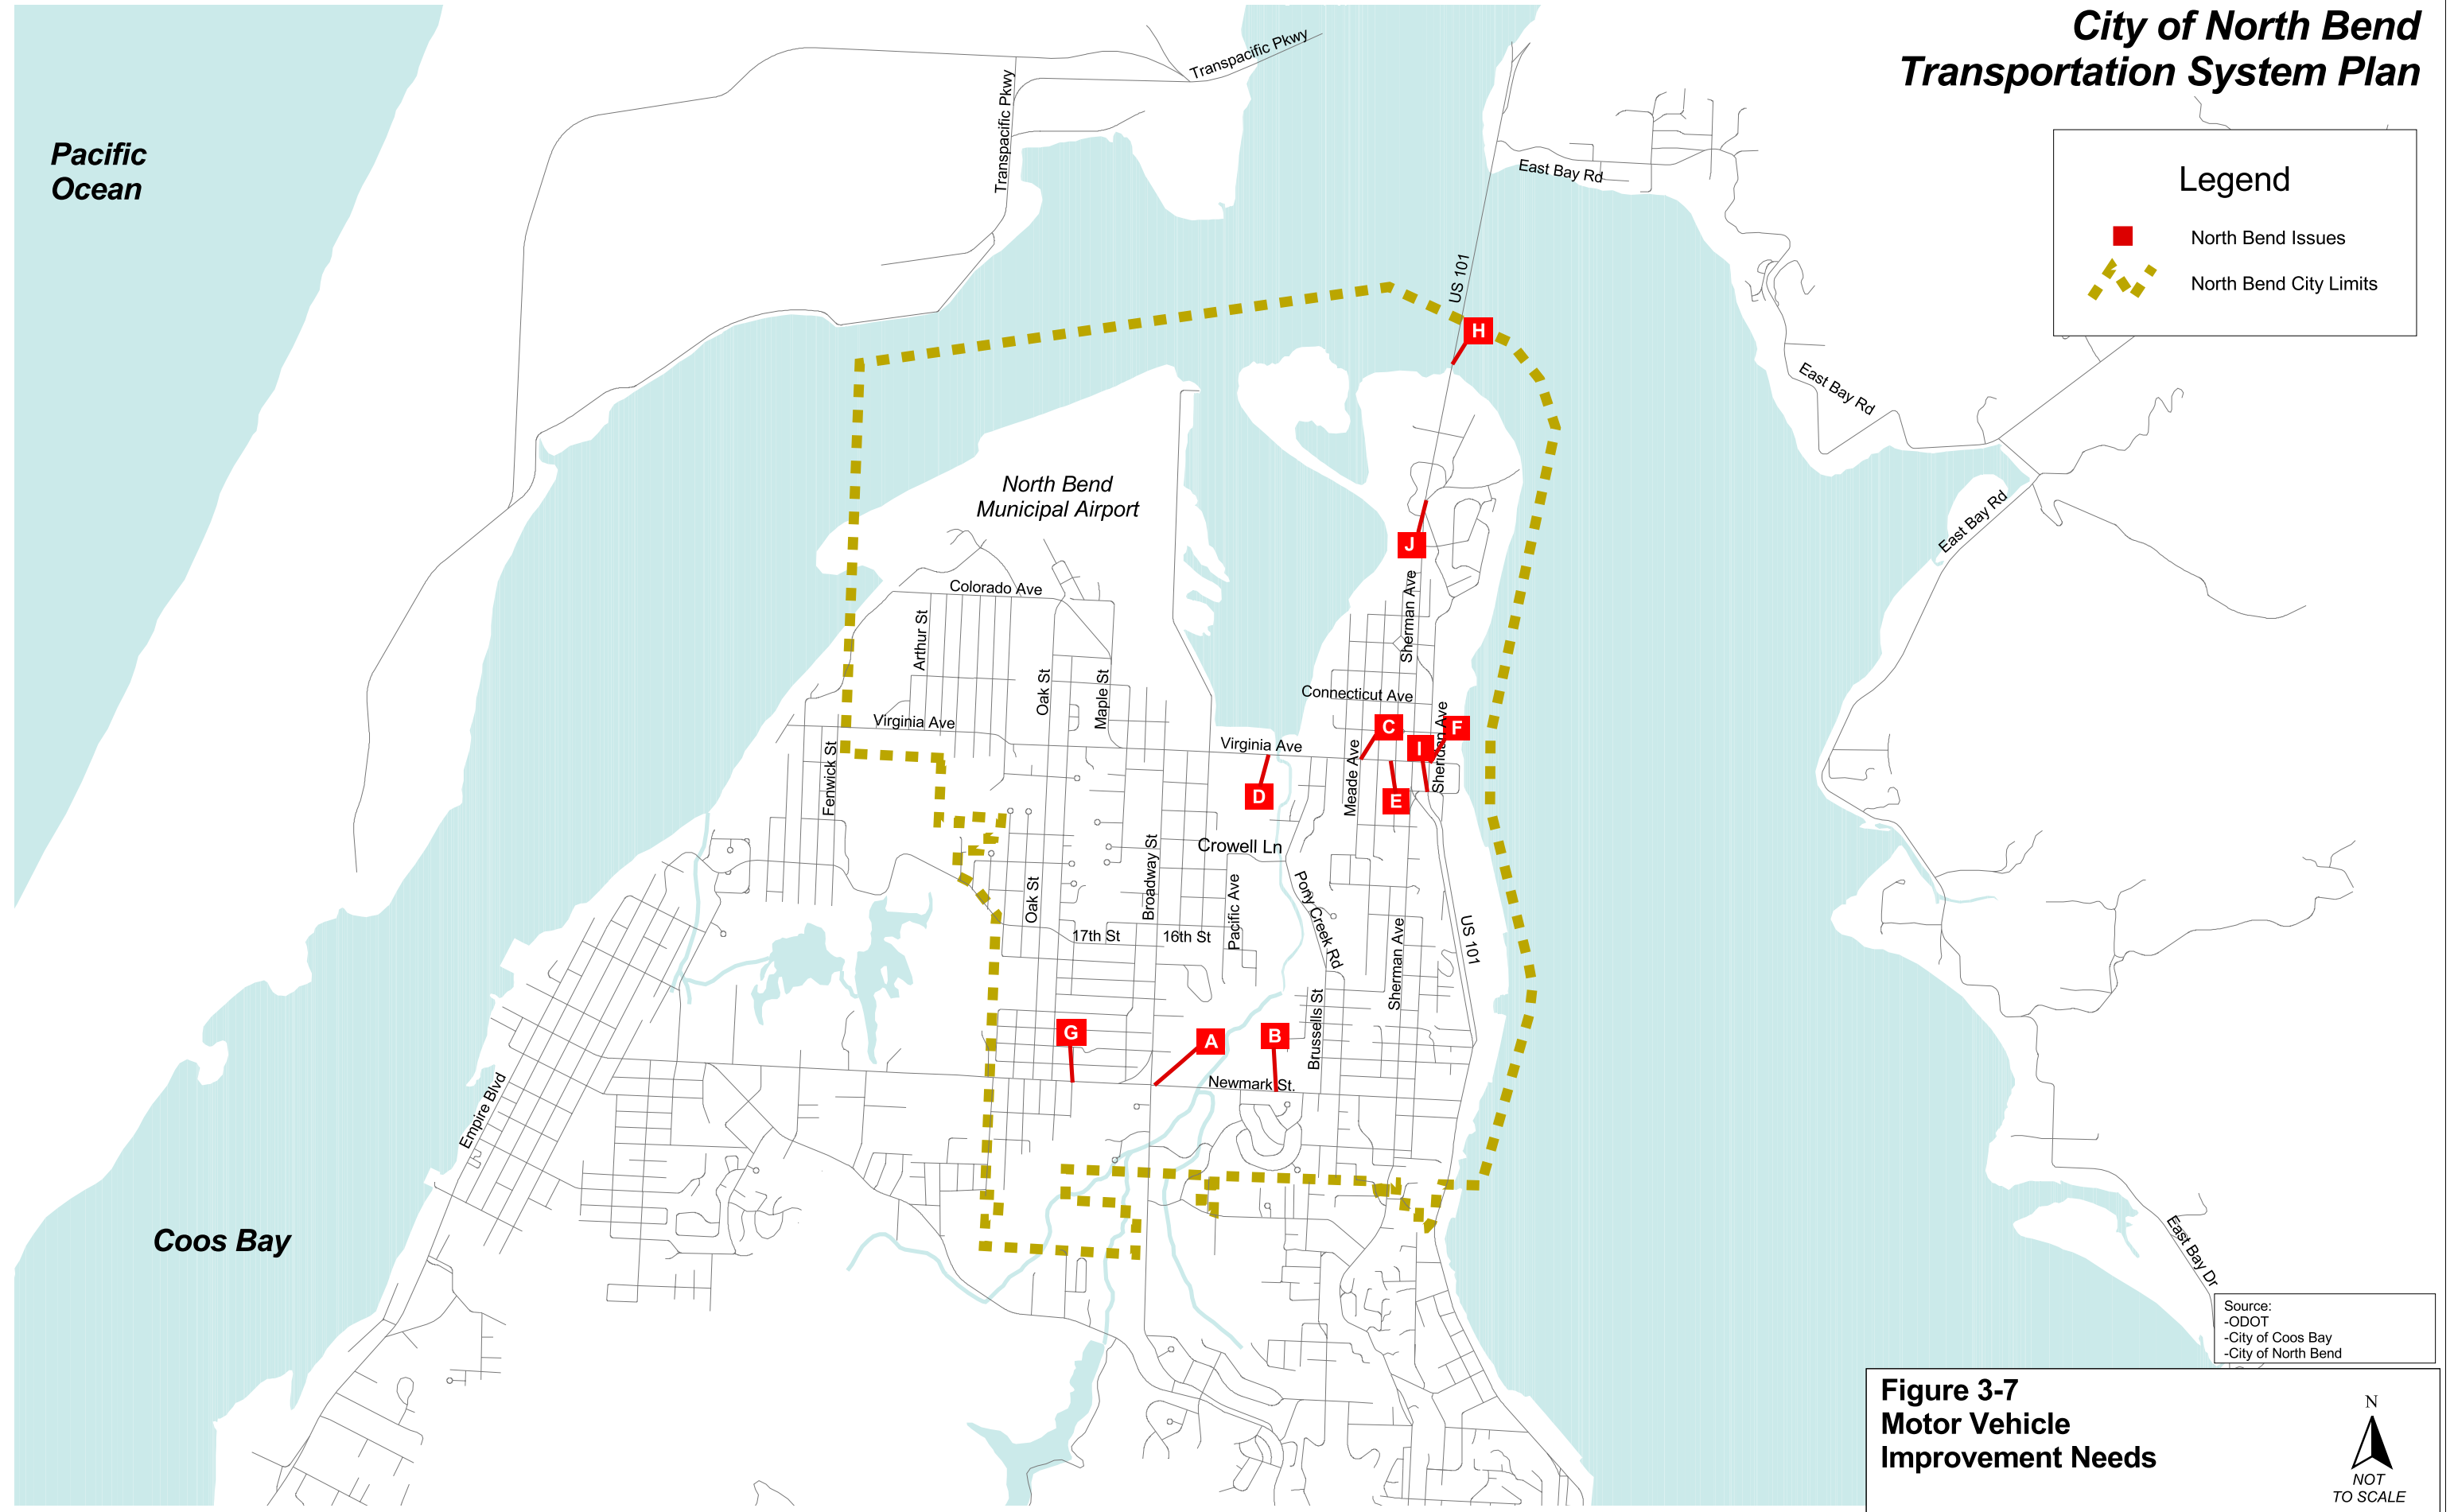 City of North Bend
Transportation System Plan
Pacific
Ocean
Transpacific Pkwy
Transpacific Pkwy
East Bay Rd
Legend
North Bend Issues
North Bend City Limits
US 101
H
East Bay Rd
North Bend
Municipal Airport
East Bay Rd
J
Colorado Ave
Arthur St
Sherman Ave
Oak St
Maple St
Connecticut Ave
Virginia Ave
Virginia Ave
C
F
I
Sheridan Ave
Fenwick St
Meade Ave
D
E
Crowell Ln
Broadway St
Oak St
Pacific Ave
Pony Creek Rd
17th St
16th St
Sherman Ave
US 101
Brussells St
G
A
B
Newmark St.
Empire Blvd
Coos Bay
East Bay Dr
Source:
-ODOT
-City of Coos Bay
-City of North Bend
Figure 3-7
Motor Vehicle
Improvement Needs
N
NOT
TO SCALE